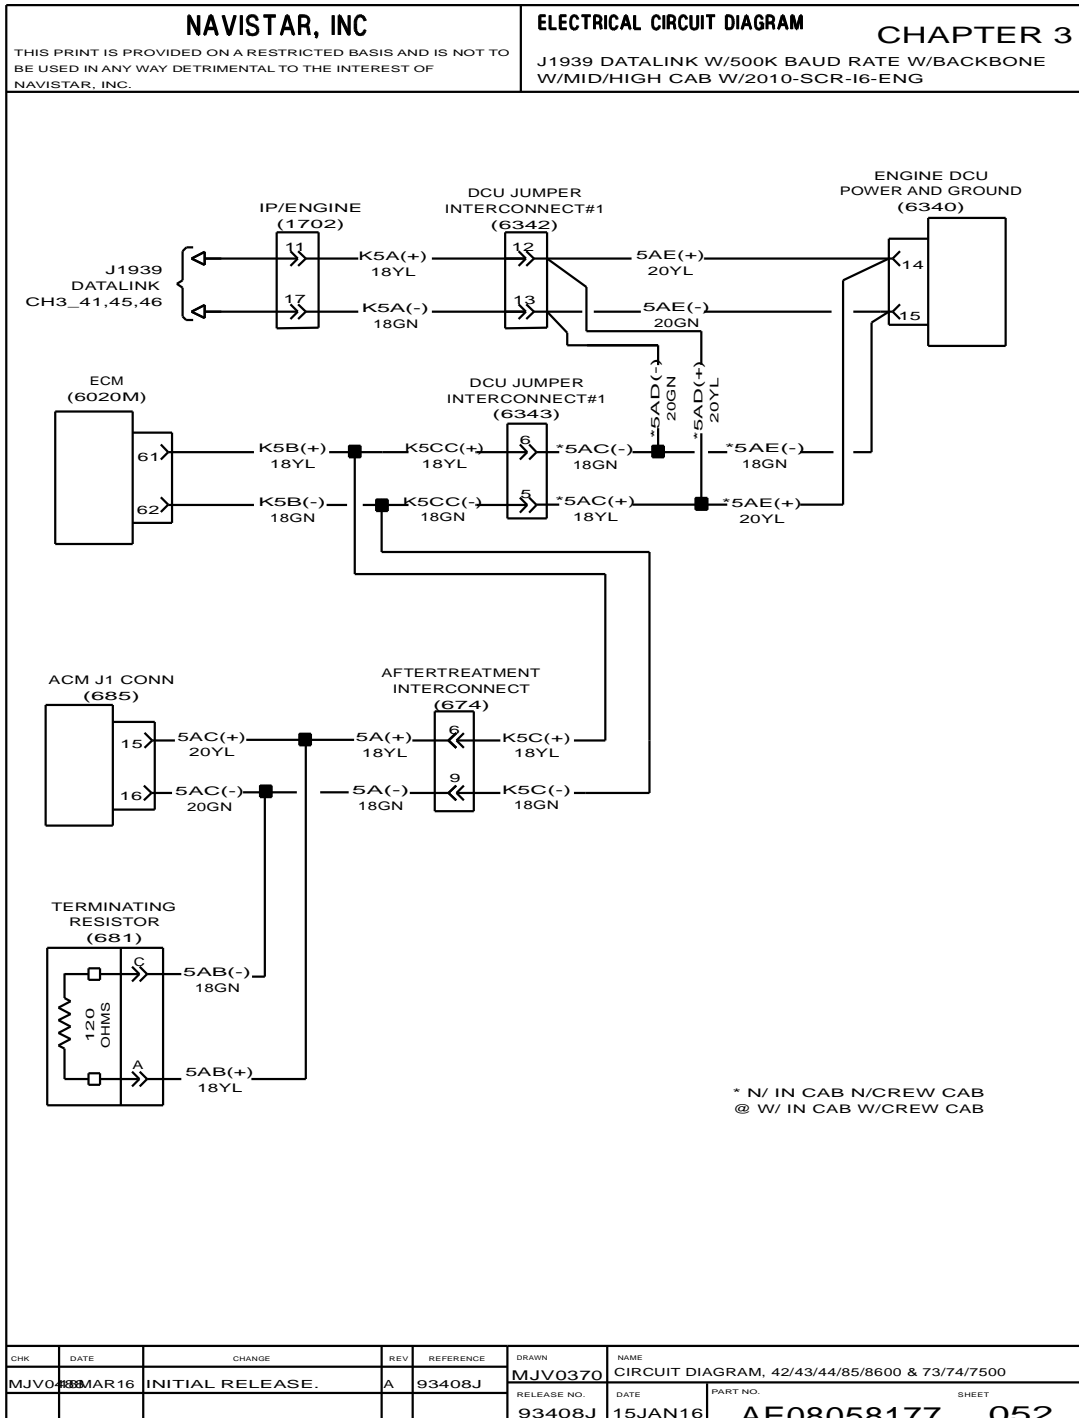 NAVISTAR, INC
THIS PRINT IS PROVIDED ON A RESTRICTED BASIS AND IS NOT TO
BE USED IN ANY WAY DETRIMENTAL TO THE INTEREST OF
NAVISTAR, INC.
ELECTRICAL CIRCUIT DIAGRAM
CHAPTER 3
J1939 DATALINK W/500K BAUD RATE W/BACKBONE
W/MID/HIGH CAB W/2010-SCR-I6-ENG
ENGINE DCU
POWER AND GROUND
(6340)
14
15
DCU JUMPER
INTERCONNECT#1
(6342)
12
13
IP/ENGINE
(1702)
11
17
J1939
DATALINK
CH3_41,45,46
K5A(+)
18YL
K5A(-)
18GN
5AE(+)
20YL
5AE(-)
20GN
*5AD(-)
20GN
*5AD(+)
20YL
ECM
(6020M)
61
62
DCU JUMPER
INTERCONNECT#1
(6343)
6
5
K5B(+)
18YL
K5CC(+)
18YL
*5AC(-)
18GN
*5AE(-)
18GN
K5B(-)
18GN
K5CC(-)
18GN
*5AC(+)
18YL
*5AE(+)
20YL
ACM J1 CONN
(685)
15
16
AFTERTREATMENT
INTERCONNECT
(674)
6
9
5AC(+)
20YL
5A(+)
18YL
K5C(+)
18YL
5AC(-)
20GN
5A(-)
18GN
K5C(-)
18GN
TERMINATING
RESISTOR
(681)
C
A
120
OHMS
5AB(-)
18GN
5AB(+)
18YL
* N/ IN CAB N/CREW CAB
@ W/ IN CAB W/CREW CAB
CHK DATE CHANGE REV REFERENCE
MAR16 INITIAL RELEASE. A 93408J
DRAWN
MJV0370
NAME
CIRCUIT DIAGRAM, 42/43/44/85/8600 & 73/74/7500
RELEASE NO.
93408J
DATE
15JAN16
PART NO.
AE08058177
SHEET
052